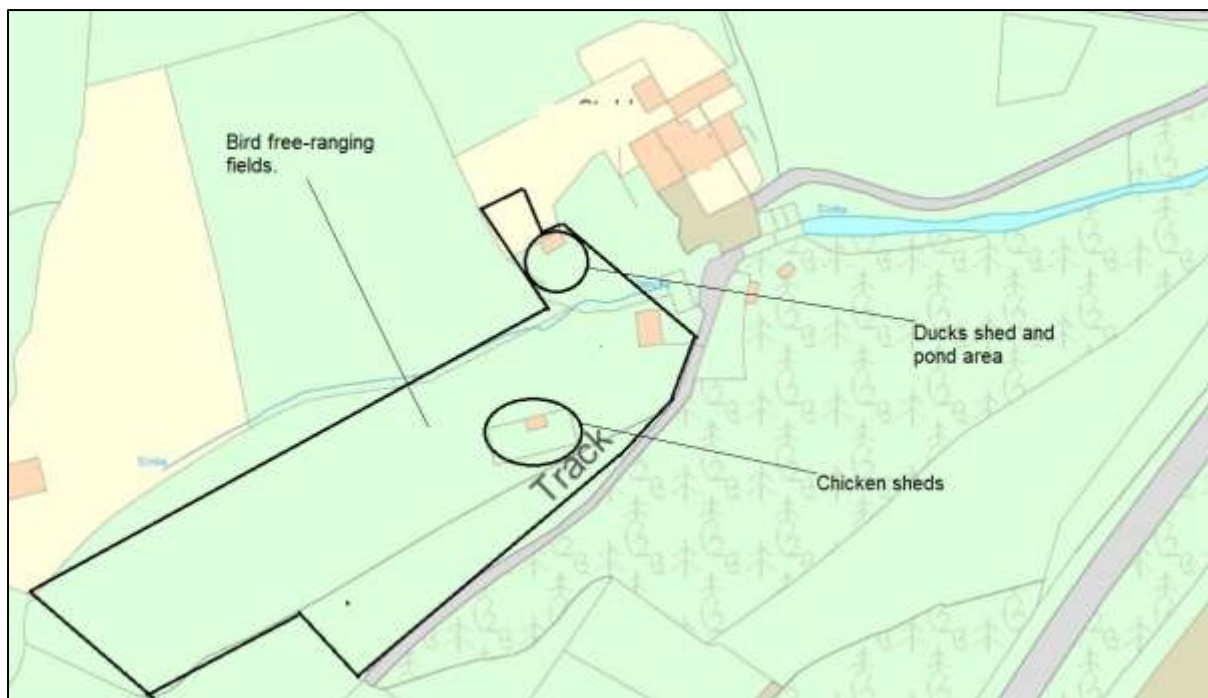 Bird free-ranging
fields.
Ducks shed and
pond area
Chicken sheds
Track